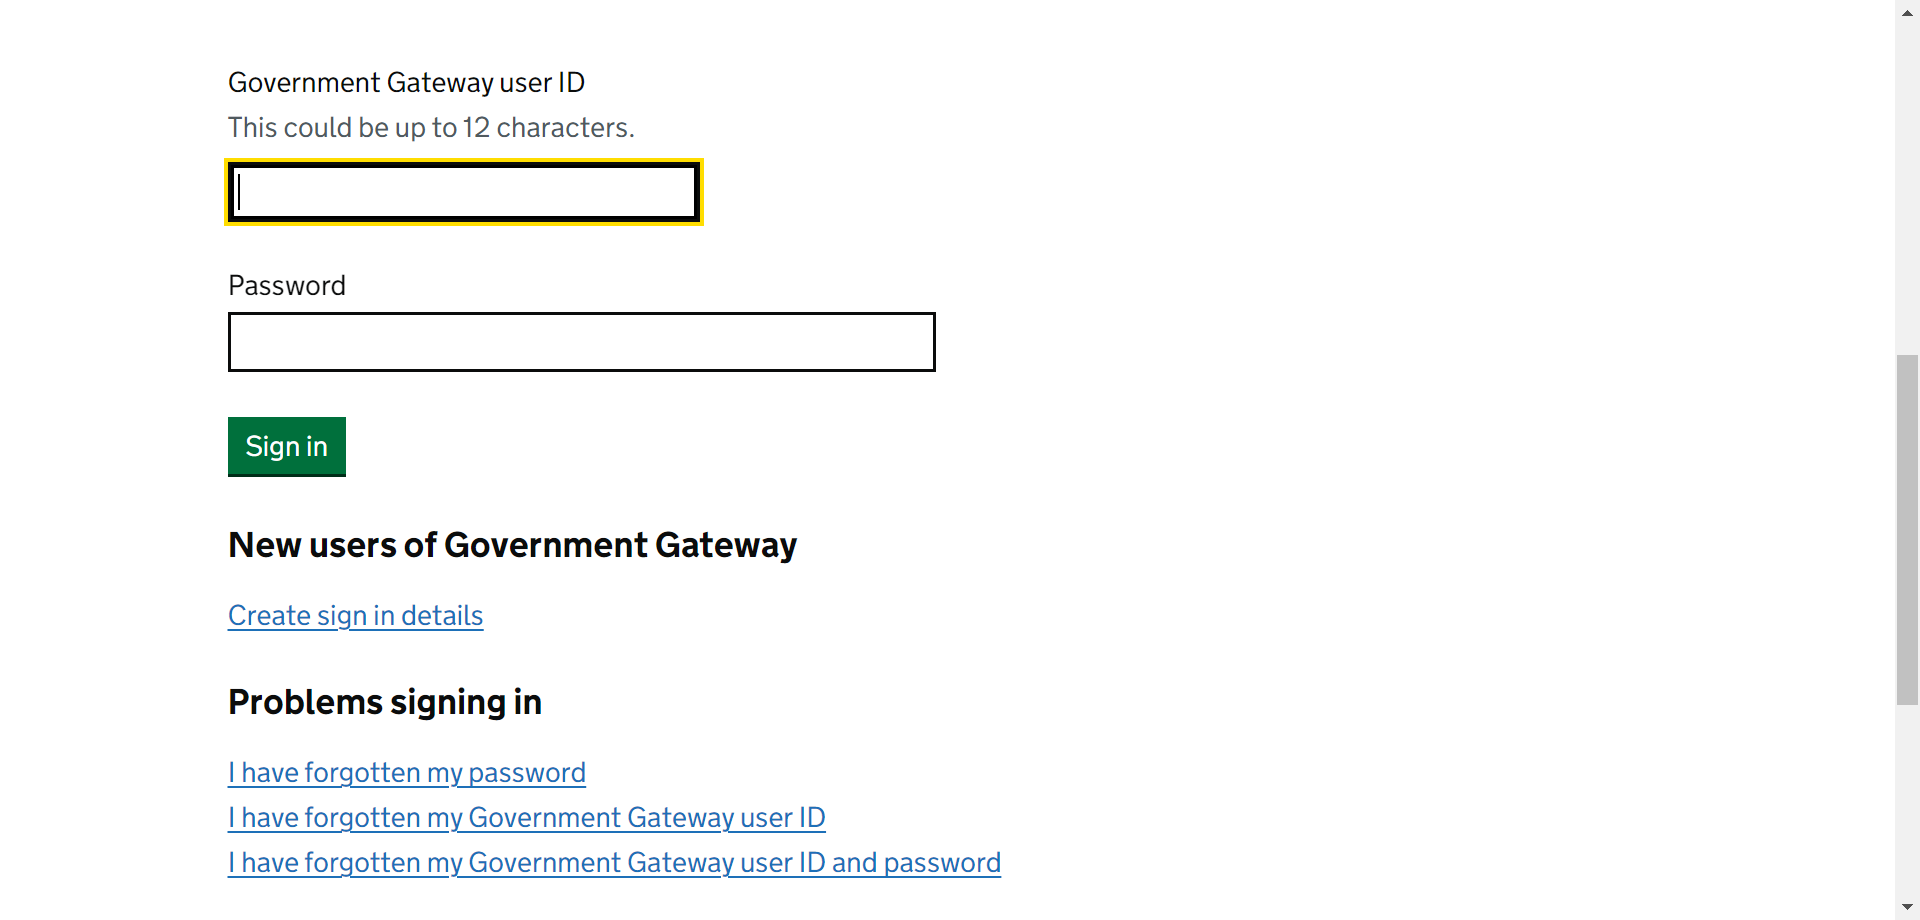 Government Gateway user ID
This could be up to 12 characters.
Password
Sign in
New users of Government Gateway
Create sign in details
Problems signing in
I have forgotten my password
I have forgotten my Government Gateway user ID
I have forgotten my Government Gateway user ID and password